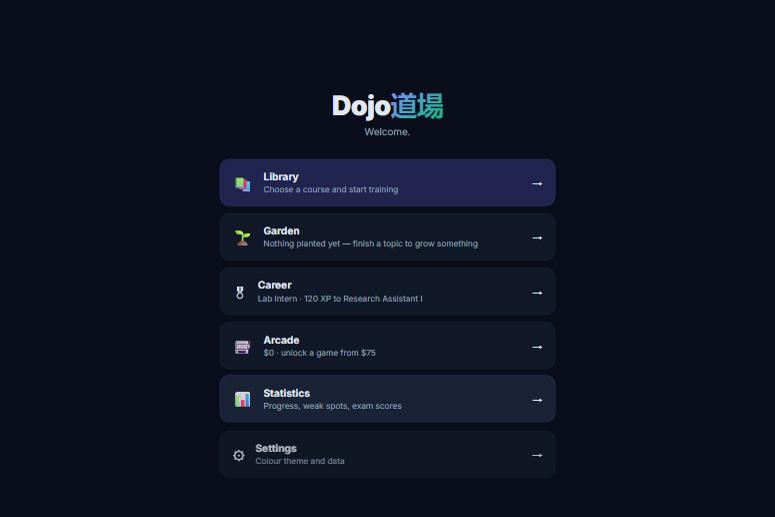 Dojo道場
Welcome.
Library
Choose a course and start training
→
Garden
Nothing planted yet — finish a topic to grow something
→
Career
Lab Intern · 120 XP to Research Assistant I
→
Arcade
$0 · unlock a game from $75
→
Statistics
Progress, weak spots, exam scores
→
Settings
Colour theme and data
→